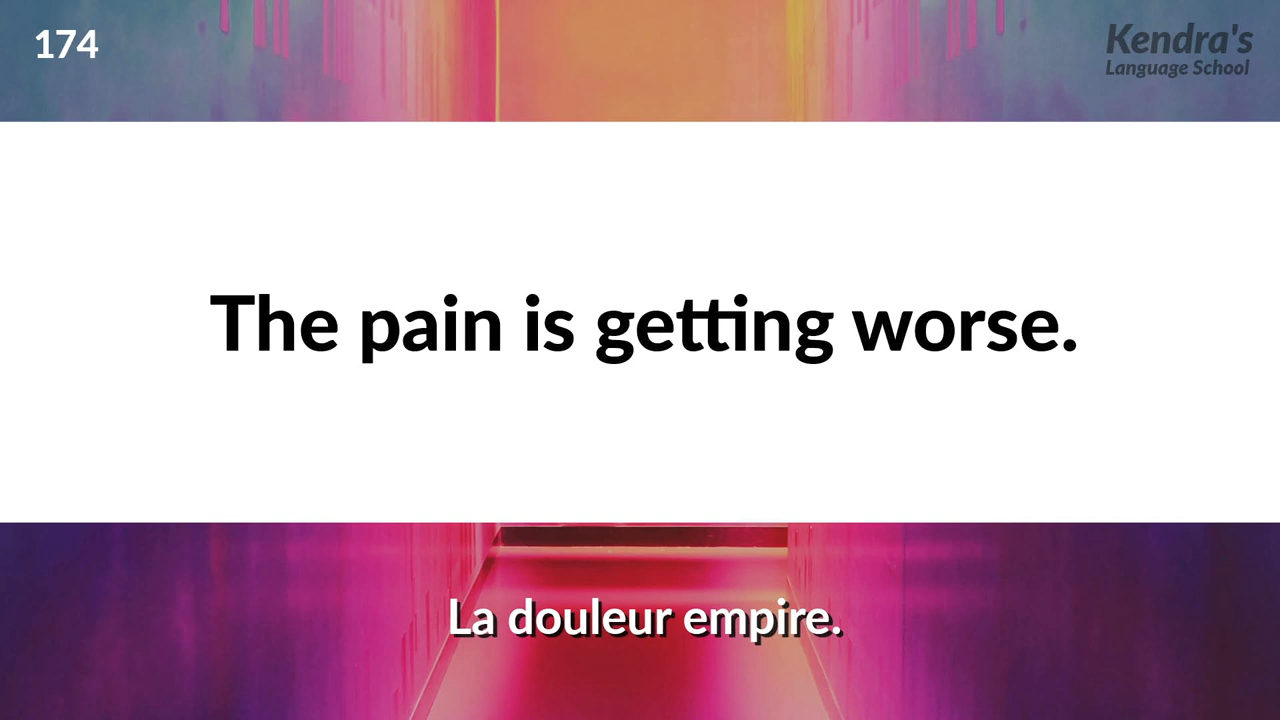 174
Kendra's
Language School
The pain is getting worse.
La douleur empire.